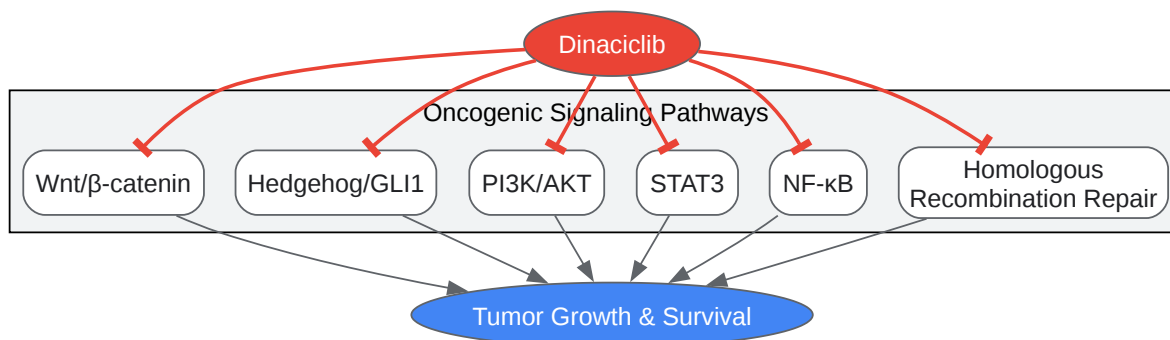 Dinaciclib
Oncogenic Signaling Pathways
Wnt/β-catenin
Hedgehog/GLI1
PI3K/AKT
STAT3
NF-κB
Homologous
Recombination Repair
Tumor Growth & Survival